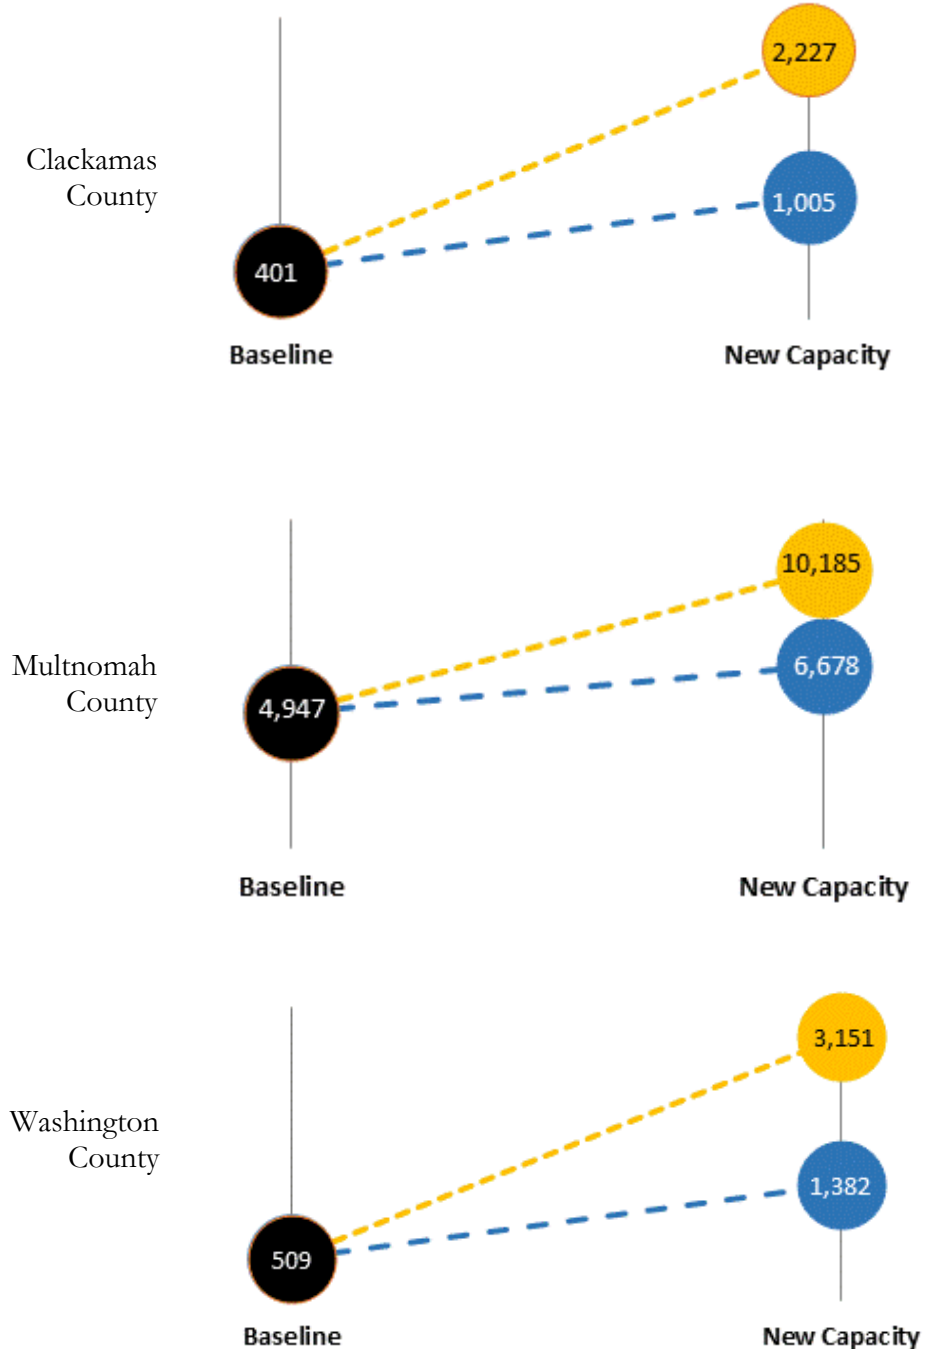 2,227
Clackamas
County
1,005
401
Baseline
New Capacity
10,185
Multnomah
County
6,678
4,947
Baseline
New Capacity
3,151
Washington
County
1,382
509
Baseline
New Capacity